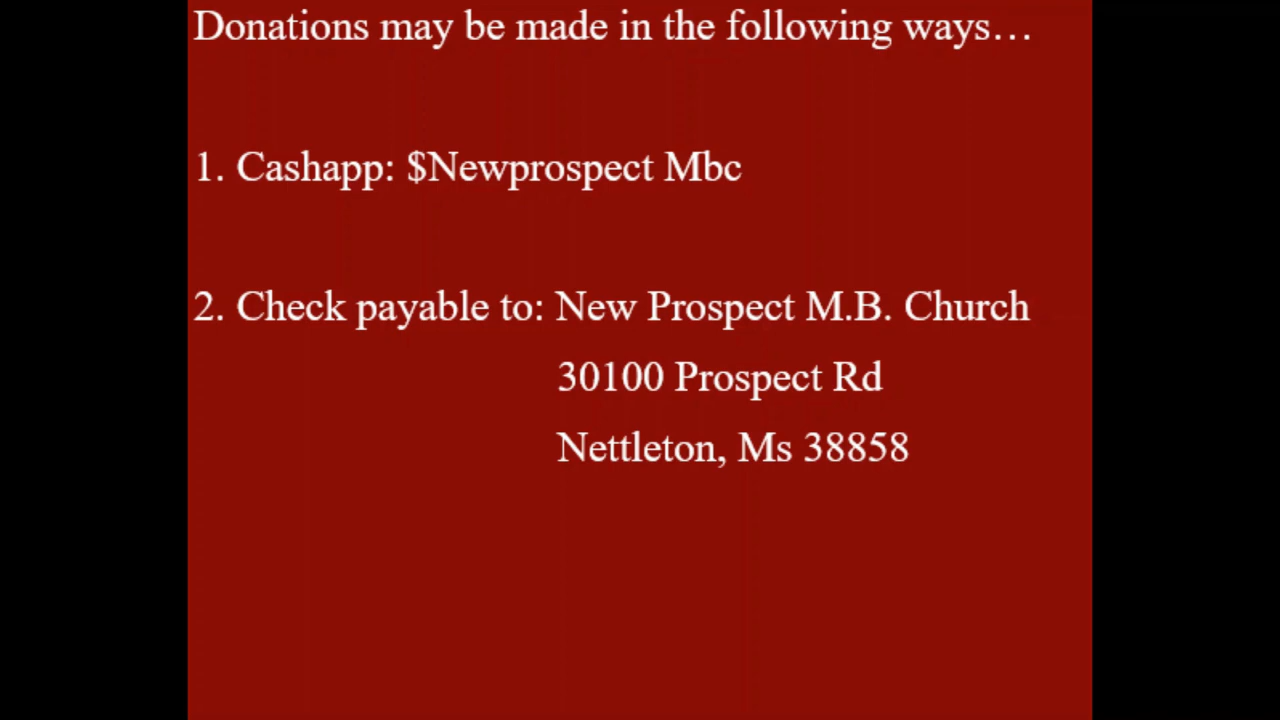 Donations may be made in the following ways…
1. Cashapp: $Newprospect Mbc
2. Check payable to: New Prospect M.B. Church
30100 Prospect Rd
Nettleton, Ms 38858